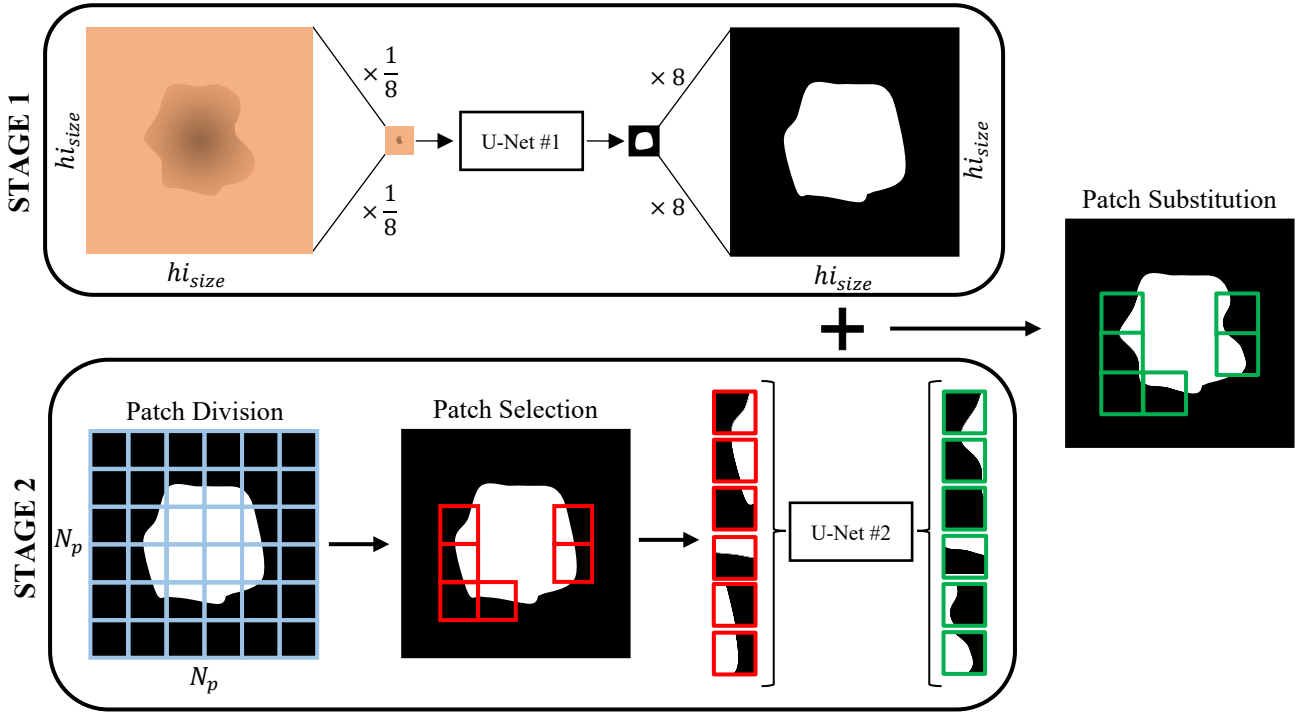 STAGE 1
hi_size
hi_size
× 1/8
× 1/8
U-Net #1
× 8
× 8
hi_size
hi_size
+
Patch Substitution
STAGE 2
Patch Division
N_p
N_p
Patch Selection
U-Net #2